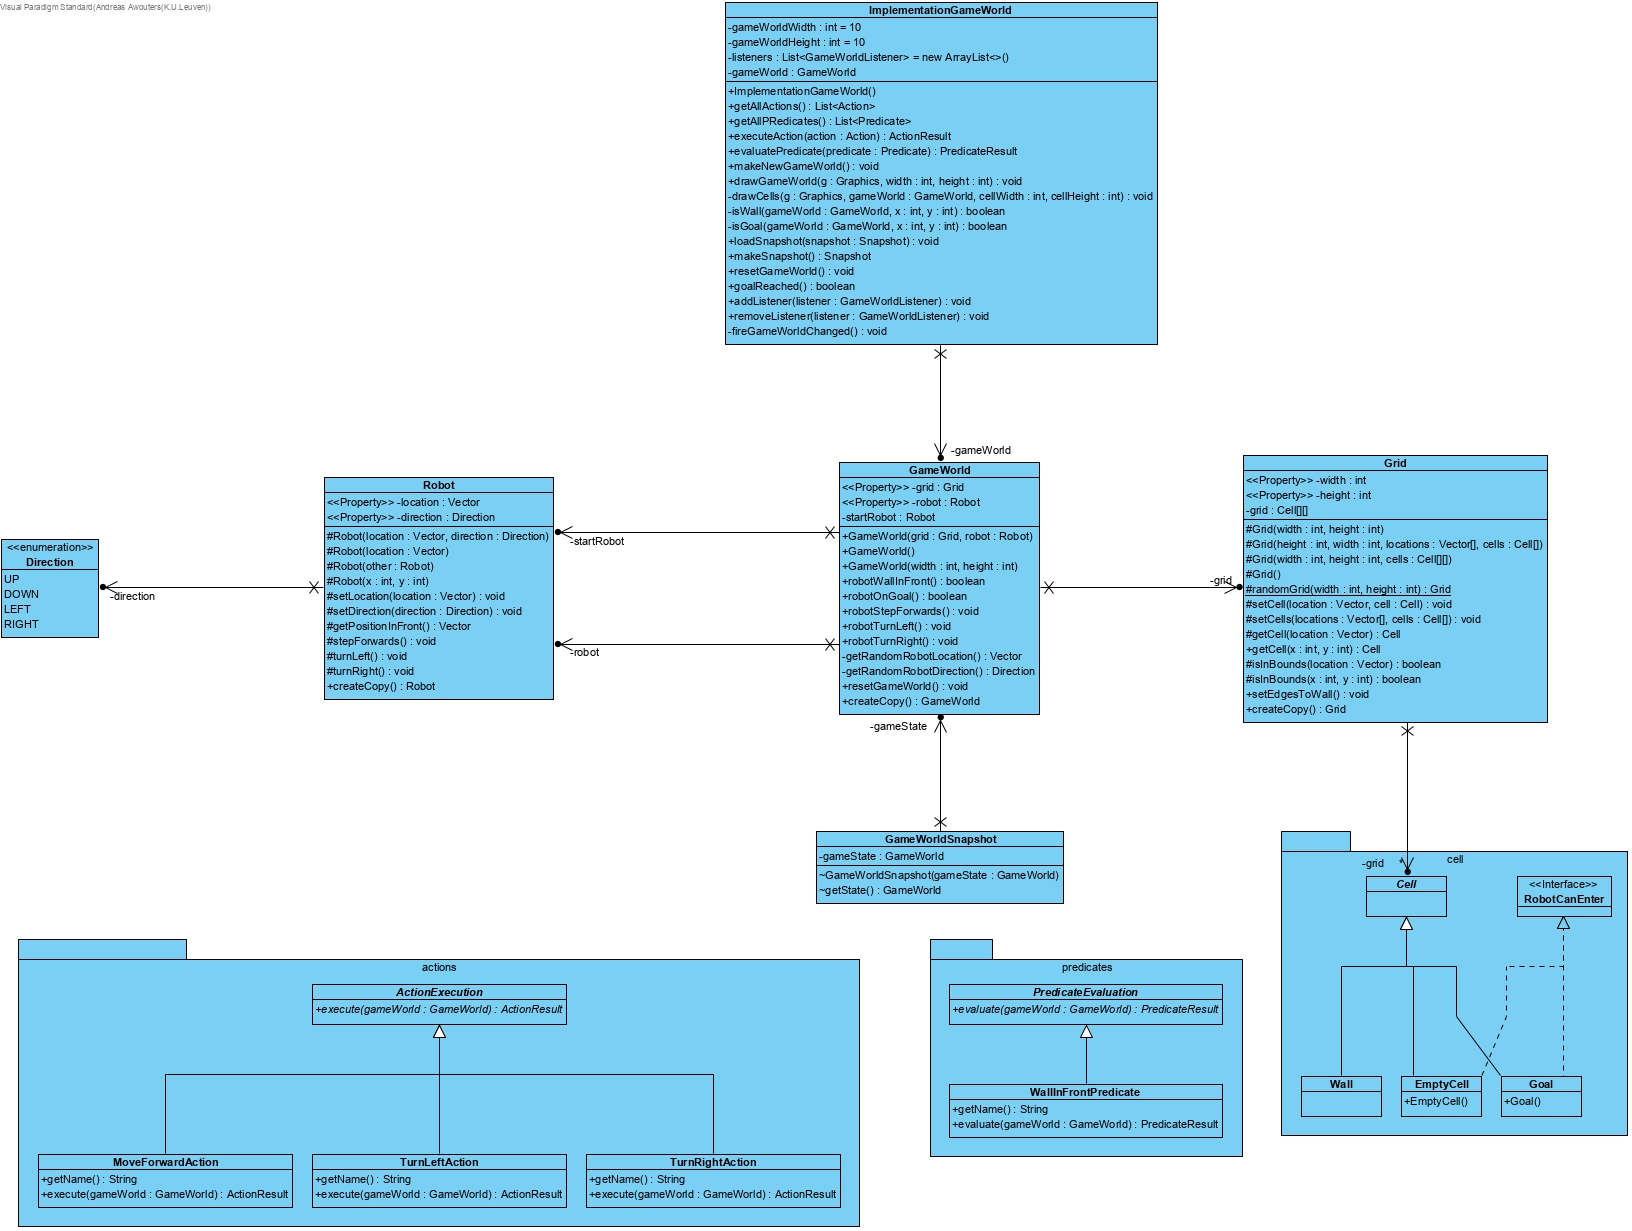 Visual Paradigm Standard(Andreas Awouters(K.U.Leuven))
ImplementationGameWorld
-gameWorldWidth : int = 10
-gameWorldHeight : int = 10
-listeners : List<GameWorldListener> = new ArrayList<>()
-gameWorld : GameWorld
+ImplementationGameWorld()
+getAllActions() : List<Action>
+getAllPRedicates() : List<Predicate>
+executeAction(action : Action) : ActionResult
+evaluatePredicate(predicate : Predicate) : PredicateResult
+makeNewGameWorld() : void
+drawGameWorld(g : Graphics, width : int, height : int) : void
-drawCells(g : Graphics, gameWorld : GameWorld, cellWidth : int, cellHeight : int) : void
-isWall(gameWorld : GameWorld, x : int, y : int) : boolean
-isGoal(gameWorld : GameWorld, x : int, y : int) : boolean
+loadSnapshot(snapshot : Snapshot) : void
+makeSnapshot() : Snapshot
+resetGameWorld() : void
+goalReached() : boolean
+addListener(listener : GameWorldListener) : void
+removeListener(listener : GameWorldListener) : void
-fireGameWorldChanged() : void
-gameWorld
<<enumeration>>
Direction
UP
DOWN
LEFT
RIGHT
-direction
Robot
<<Property>> -location : Vector
<<Property>> -direction : Direction
#Robot(location : Vector, direction : Direction)
#Robot(location : Vector)
#Robot(other : Robot)
#Robot(x : int, y : int)
#setLocation(location : Vector) : void
#setDirection(direction : Direction) : void
#getPositionInFront() : Vector
#stepForwards() : void
#turnLeft() : void
#turnRight() : void
+createCopy() : Robot
-startRobot
-robot
GameWorld
<<Property>> -grid : Grid
<<Property>> -robot : Robot
-startRobot : Robot
+GameWorld(grid : Grid, robot : Robot)
+GameWorld()
+GameWorld(width : int, height : int)
+robotWallInFront() : boolean
+robotOnGoal() : boolean
+robotStepForwards() : void
+robotTurnLeft() : void
+robotTurnRight() : void
-getRandomRobotLocation() : Vector
-getRandomRobotDirection() : Direction
+resetGameWorld() : void
+createCopy() : GameWorld
-gameState
-grid
Grid
<<Property>> -width : int
<<Property>> -height : int
-grid : Cell[][]
#Grid(width : int, height : int)
#Grid(height : int, width : int, locations : Vector[], cells : Cell[])
#Grid(width : int, height : int, cells : Cell[][])
#Grid()
#randomGrid(width : int, height : int) : Grid
#setCell(location : Vector, cell : Cell) : void
#setCells(locations : Vector[], cells : Cell[]) : void
#getCell(location : Vector) : Cell
+getCell(x : int, y : int) : Cell
#isInBounds(location : Vector) : boolean
#isInBounds(x : int, y : int) : boolean
+setEdgesToWall() : void
+createCopy() : Grid
GameWorldSnapshot
-gameState : GameWorld
~GameWorldSnapshot(gameState : GameWorld)
~getState() : GameWorld
cell
-grid
*
Cell
<<Interface>>
RobotCanEnter
Wall
EmptyCell
+EmptyCell()
Goal
+Goal()
actions
ActionExecution
+execute(gameWorld : GameWorld) : ActionResult
MoveForwardAction
+getName() : String
+execute(gameWorld : GameWorld) : ActionResult
TurnLeftAction
+getName() : String
+execute(gameWorld : GameWorld) : ActionResult
TurnRightAction
+getName() : String
+execute(gameWorld : GameWorld) : ActionResult
predicates
PredicateEvaluation
+evaluate(gameWorld : GameWorld) : PredicateResult
WallInFrontPredicate
+getName() : String
+evaluate(gameWorld : GameWorld) : PredicateResult